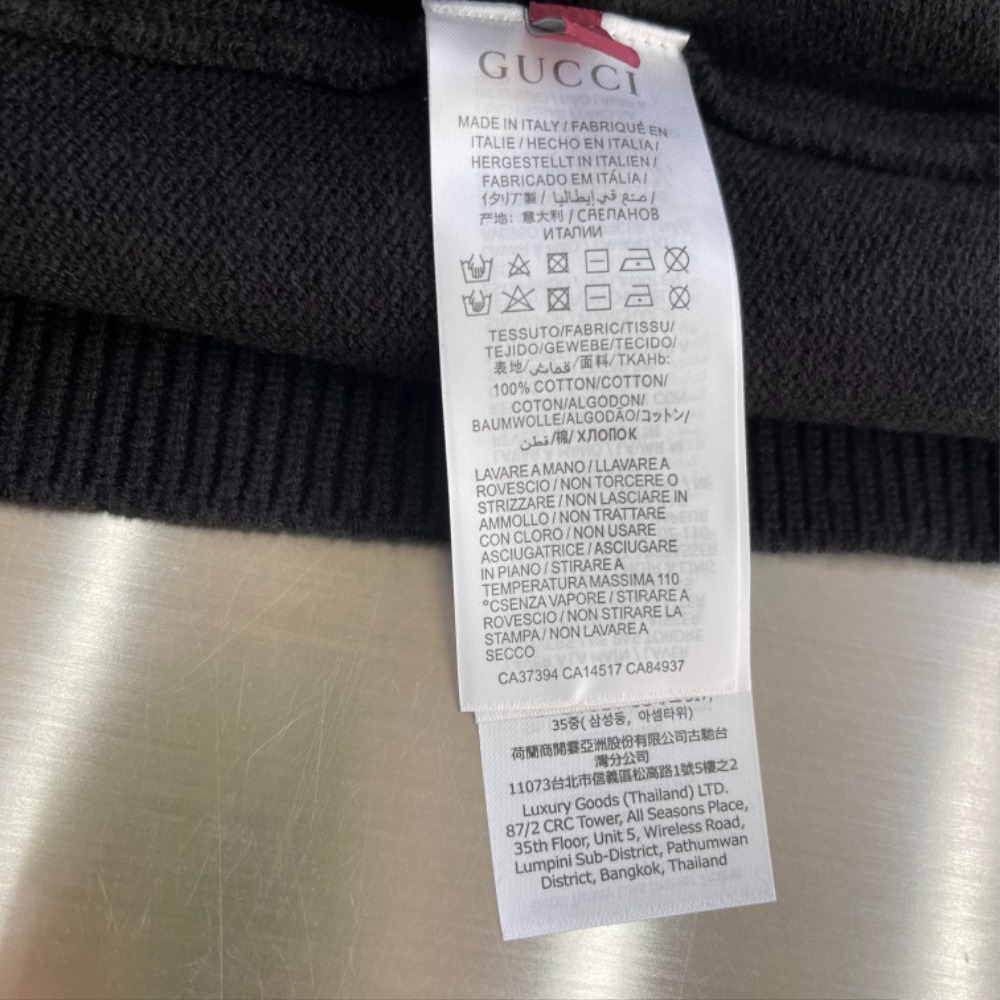 GUCCI
MADE IN ITALY / FABRIQUÉ EN
ITALIE / HECHO EN ITALIA /
HERGESTELLT IN ITALIEN /
FABRICADO EM ITÁLIA /
イタリア製 / صنع في إيطاليا /
产地: 意大利 / СЯЕПАНОВ
ИТАПИИ
TESSUTO/FABRIC/TISSU/
TEJIDO/GEWEBE/TECIDO/
表地/قماش/面料/TKAHb:
100% COTTON/COTTON/
COTON/ALGODON/
BAUMWOLLE/ALGODÃO/コットン/
قطن/棉/ ХЛОПОК
LAVARE A MANO / LLAVARE A
ROVESCIO / NON TORCERE O
STRIZZARE / NON LASCIARE IN
AMMOLLO / NON TRATTARE
CON CLORO / NON USARE
ASCIUGATRICE / ASCIUGARE
IN PIANO / STIRARE A
TEMPERATURA MASSIMA 110
°CSENZA VAPORE / STIRARE A
ROVESCIO / NON STIRARE LA
STAMPA / NON LAVARE A
SECCO
CA37394 CA14517 CA84937
35중( 삼성동, 아셈타위)
荷蘭商開雲亞洲股份有限公司古馳台
灣分公司
11073台北市信義區松高路1號5樓之2
Luxury Goods (Thailand) LTD.
87/2 CRC Tower, All Seasons Place,
35th Floor, Unit 5, Wireless Road,
Lumpini Sub-District, Pathumwan
District, Bangkok, Thailand